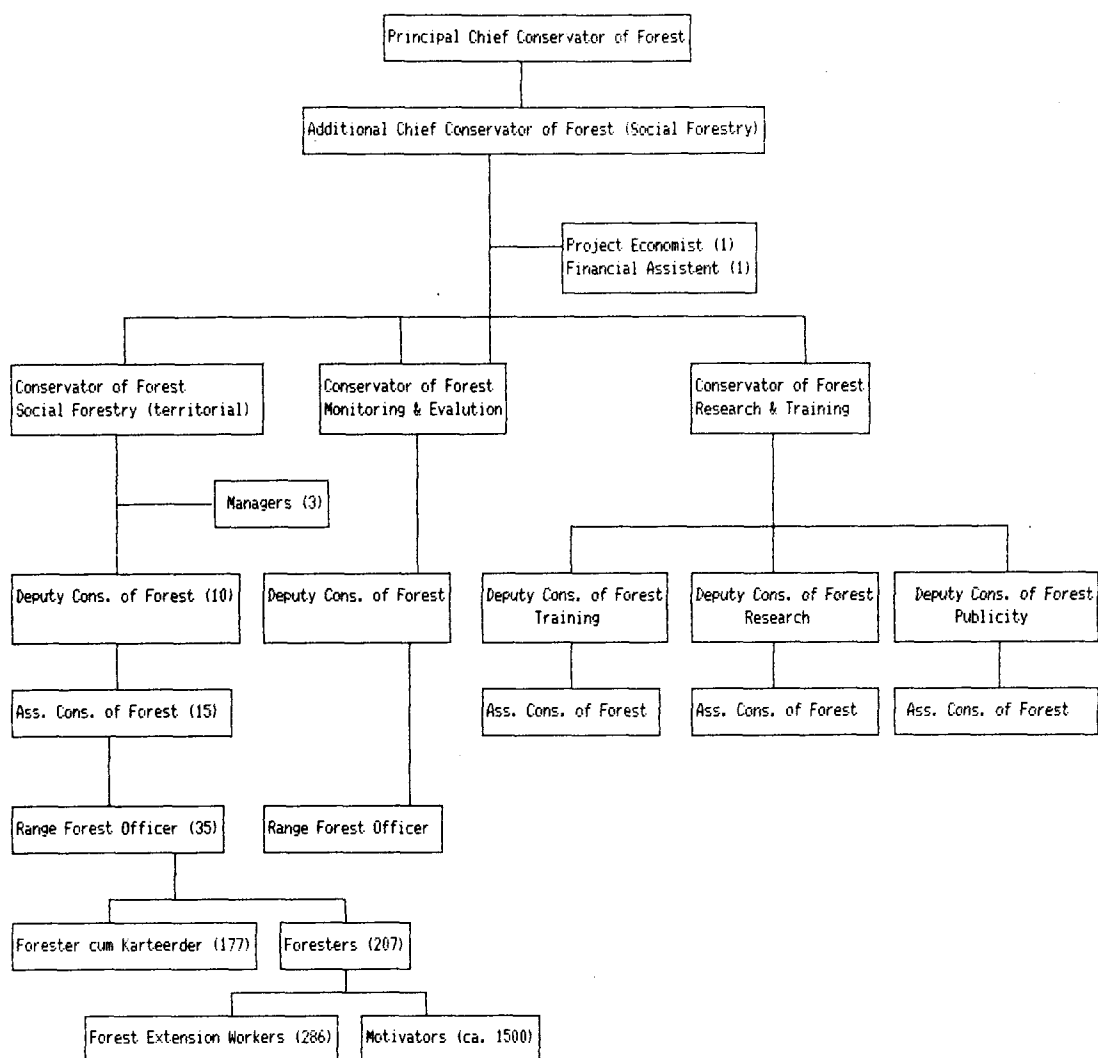 Principal Chief Conservator of Forest
Additional Chief Conservator of Forest (Social Forestry)
Project Economist (1)
Financial Assistent (1)
Conservator of Forest
Social Forestry (territorial)
Conservator of Forest
Monitoring & Evalution
Conservator of Forest
Research & Training
Managers (3)
Deputy Cons. of Forest (10)
Deputy Cons. of Forest
Deputy Cons. of Forest
Training
Deputy Cons. of Forest
Research
Deputy Cons. of Forest
Publicity
Ass. Cons. of Forest (15)
Ass. Cons. of Forest
Ass. Cons. of Forest
Ass. Cons. of Forest
Range Forest Officer (35)
Range Forest Officer
Forester cum Karteerder (177)
Foresters (207)
Forest Extension Workers (286)
Motivators (ca. 1500)